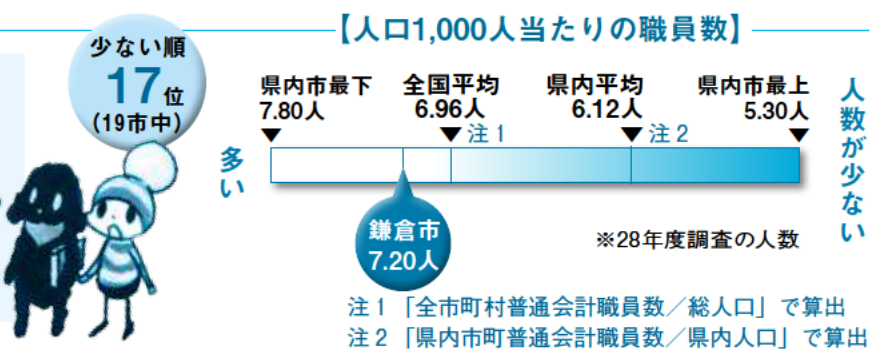 【人口1,000人当たりの職員数】
少ない順
17位
(19市中)
県内市最下
7.80人
全国平均
6.96人
注1
県内平均
6.12人
注2
県内市最上
5.30人
多い
人数が少ない
鎌倉市
7.20人
※28年度調査の人数
注1「全市町村普通会計職員数／総人口」で算出
注2「県内市町普通会計職員数／県内人口」で算出